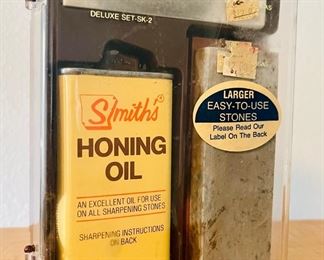 DELUXE SET-SK-2
Smith's
HONING
OIL
AN EXCELLENT OIL FOR USE
ON ALL SHARPENING STONES
SHARPENING INSTRUCTIONS
ON BACK
LARGER
EASY-TO-USE
STONES
Please Read Our
Label On The Back